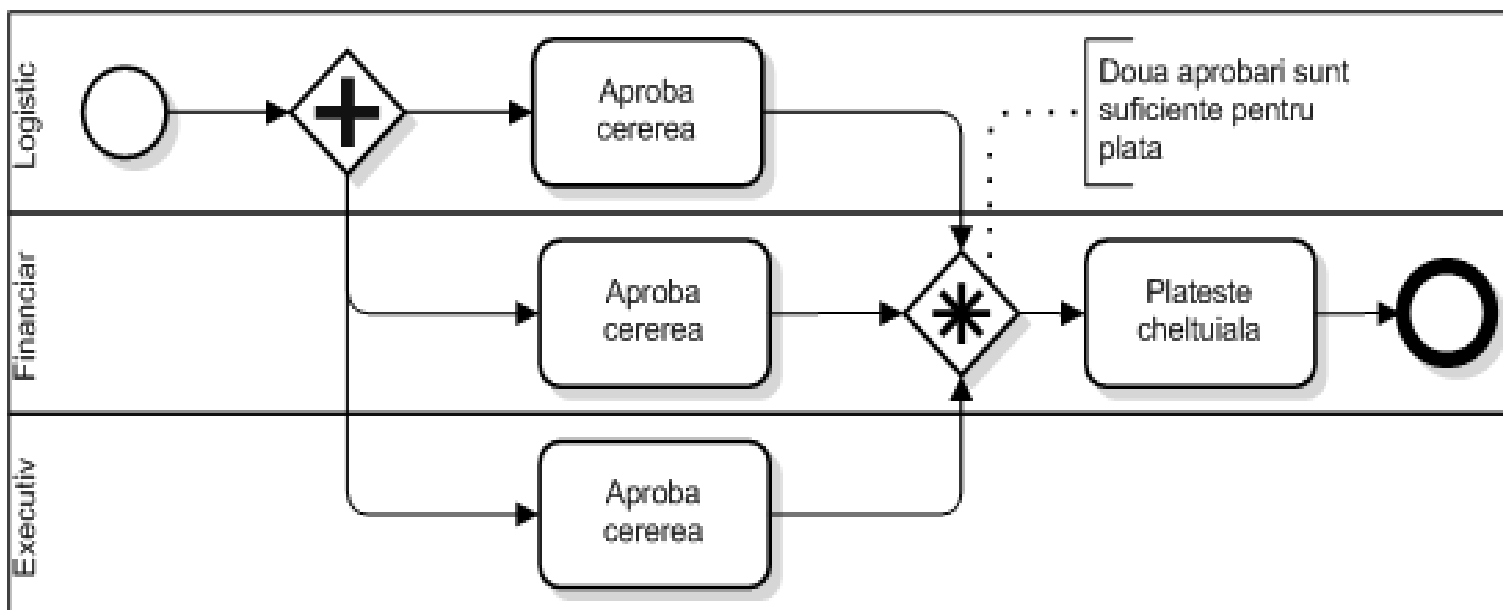 Logistic
Aproba
cererea
Doua aprobari sunt
suficiente pentru
plata
Financiar
Aproba
cererea
Plateste
cheltuiala
Executiv
Aproba
cererea